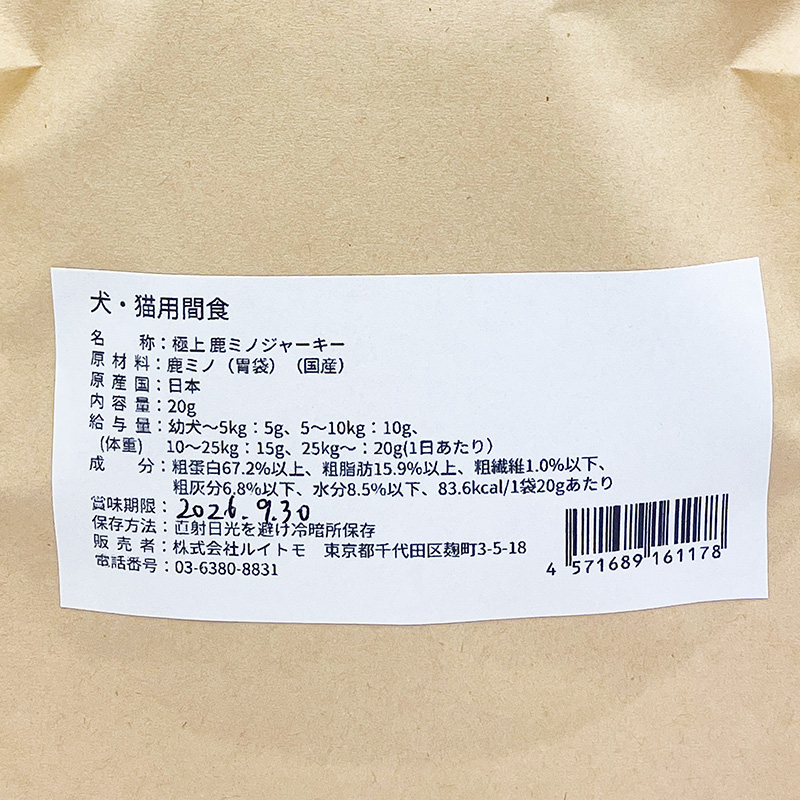 犬・猫用間食
名 称：極上 鹿ミノジャーキー
原材料：鹿ミノ（胃袋）（国産）
原産国：日本
内容量：20g
給与量：幼犬～5kg：5g、5～10kg：10g、
(体重) 10～25kg：15g、25kg～：20g(1日あたり）
成 分：粗蛋白67.2%以上、粗脂肪15.9%以上、粗繊維1.0%以下、
粗灰分6.8%以下、水分8.5%以下、83.6kcal/1袋20gあたり
賞味期限：2026.9.30
保存方法：直射日光を避け冷暗所保存
販売者：株式会社ルイトモ 東京都千代田区麹町3-5-18
電話番号：03-6380-8831
4 571689 161178